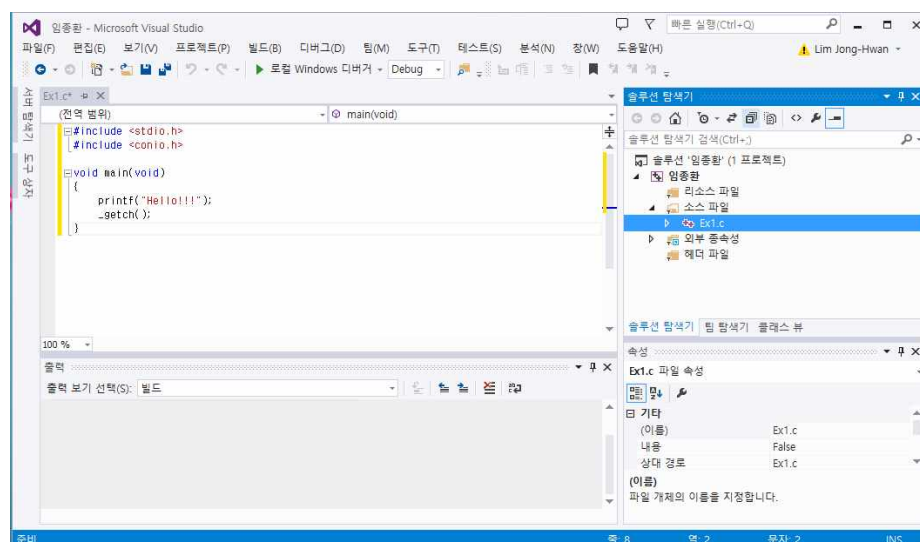 임종환 - Microsoft Visual Studio
빠른 실행(Ctrl+Q)
파일(F) 편집(E) 보기(V) 프로젝트(P) 빌드(B) 디버그(D) 팀(M) 도구(T) 테스트(S) 분석(N) 창(W) 도움말(H)
Lim Jong-Hwan
로컬 Windows 디버거 Debug
서버 탐색기
도구 상자
Ex1.c*
(전역 범위)
main(void)
#include <stdio.h>
#include <conio.h>
void main(void)
{
printf("Hello!!!");
_getch();
}
100 %
출력
출력 보기 선택(S): 빌드
솔루션 탐색기
솔루션 탐색기 검색(Ctrl+;)
솔루션 '임종환' (1 프로젝트)
임종환
리소스 파일
소스 파일
Ex1.c
외부 종속성
헤더 파일
솔루션 탐색기 팀 탐색기 클래스 뷰
속성
Ex1.c 파일 속성
기타
(이름) Ex1.c
내용 False
상대 경로 Ex1.c
(이름)
파일 개체의 이름을 지정합니다.
준비 줄: 8 열: 2 문자: 2 INS